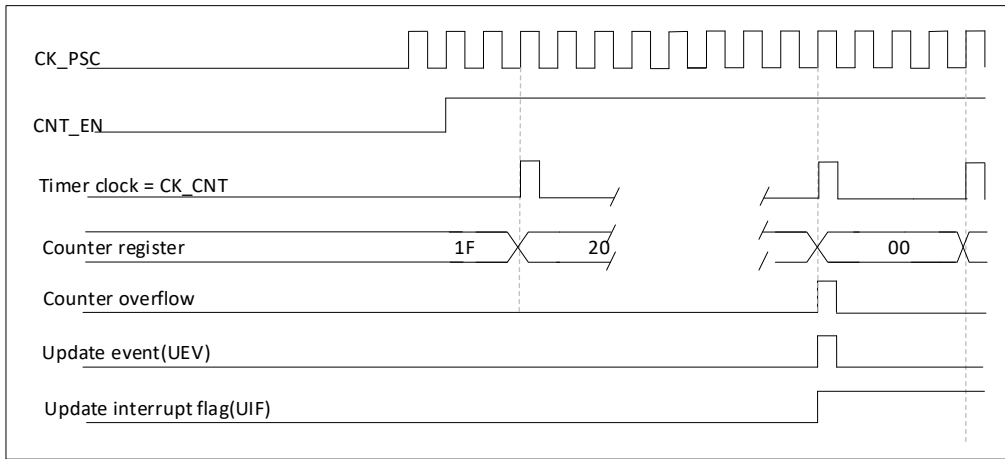 CK_PSC
CNT_EN
Timer clock = CK_CNT
Counter register
1F
20
00
Counter overflow
Update event(UEV)
Update interrupt flag(UIF)